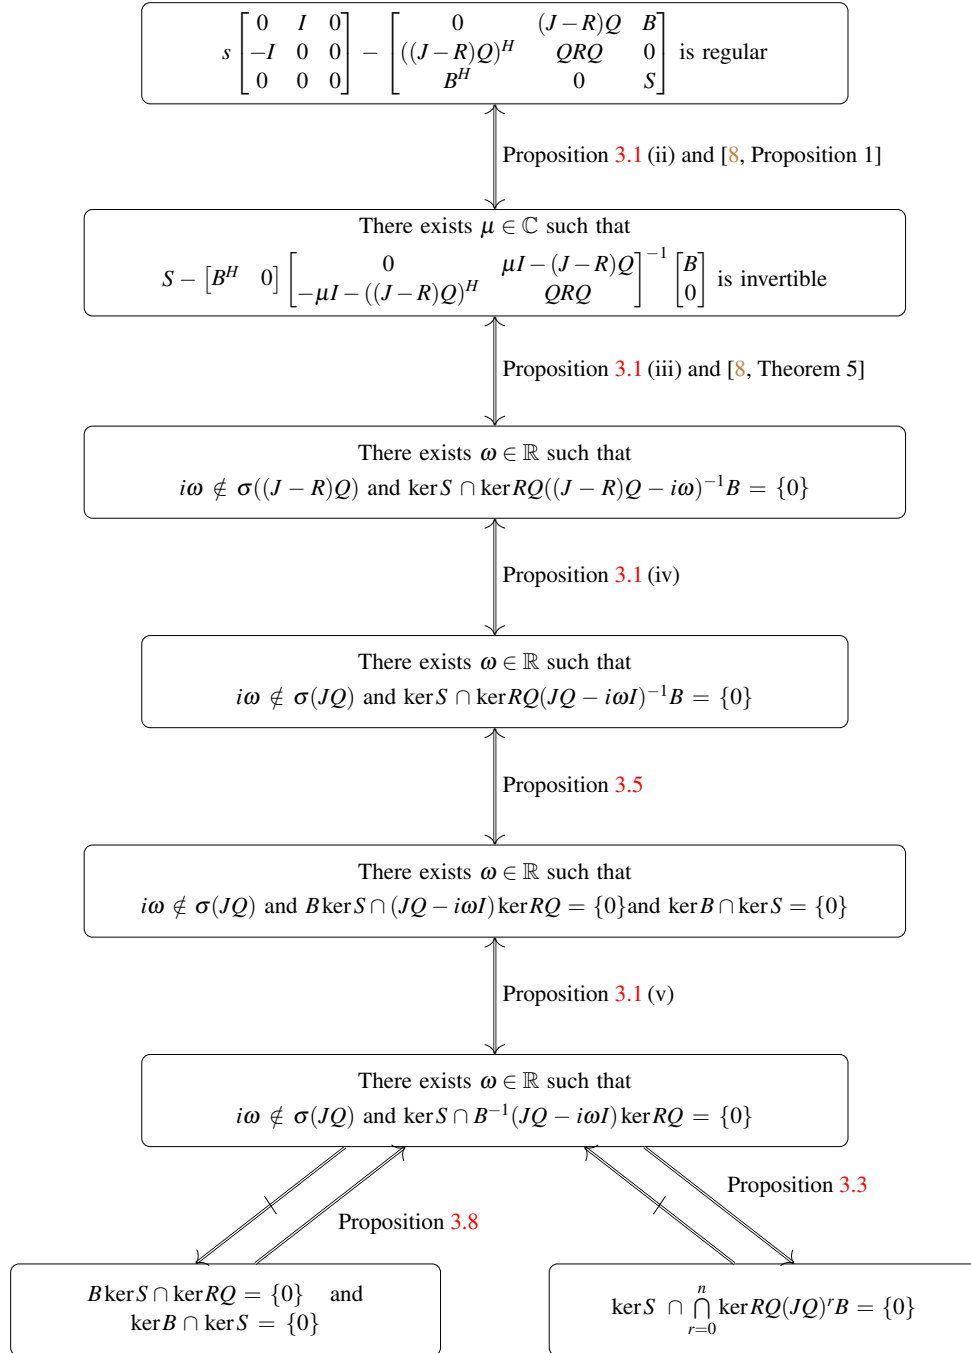 s [ 0 I 0 ; −I 0 0 ; 0 0 0 ] − [ 0 (J−R)Q B ; ((J−R)Q)^H QRQ 0 ; B^H 0 S ] is regular
Proposition 3.1 (ii) and [8, Proposition 1]
There exists μ ∈ ℂ such that
S − [B^H 0] [ 0 μI − (J−R)Q ; −μI − ((J−R)Q)^H QRQ ]^{−1} [ B ; 0 ] is invertible
Proposition 3.1 (iii) and [8, Theorem 5]
There exists ω ∈ ℝ such that
iω ∉ σ((J − R)Q) and ker S ∩ ker RQ((J − R)Q − iω)^{−1}B = {0}
Proposition 3.1 (iv)
There exists ω ∈ ℝ such that
iω ∉ σ(JQ) and ker S ∩ ker RQ(JQ − iωI)^{−1}B = {0}
Proposition 3.5
There exists ω ∈ ℝ such that
iω ∉ σ(JQ) and B ker S ∩ (JQ − iωI) ker RQ = {0}and ker B ∩ ker S = {0}
Proposition 3.1 (v)
There exists ω ∈ ℝ such that
iω ∉ σ(JQ) and ker S ∩ B^{−1}(JQ − iωI) ker RQ = {0}
Proposition 3.3
Proposition 3.8
B ker S ∩ ker RQ = {0} and
ker B ∩ ker S = {0}
ker S ∩ ⋂_{r=0}^{n} ker RQ(JQ)^r B = {0}